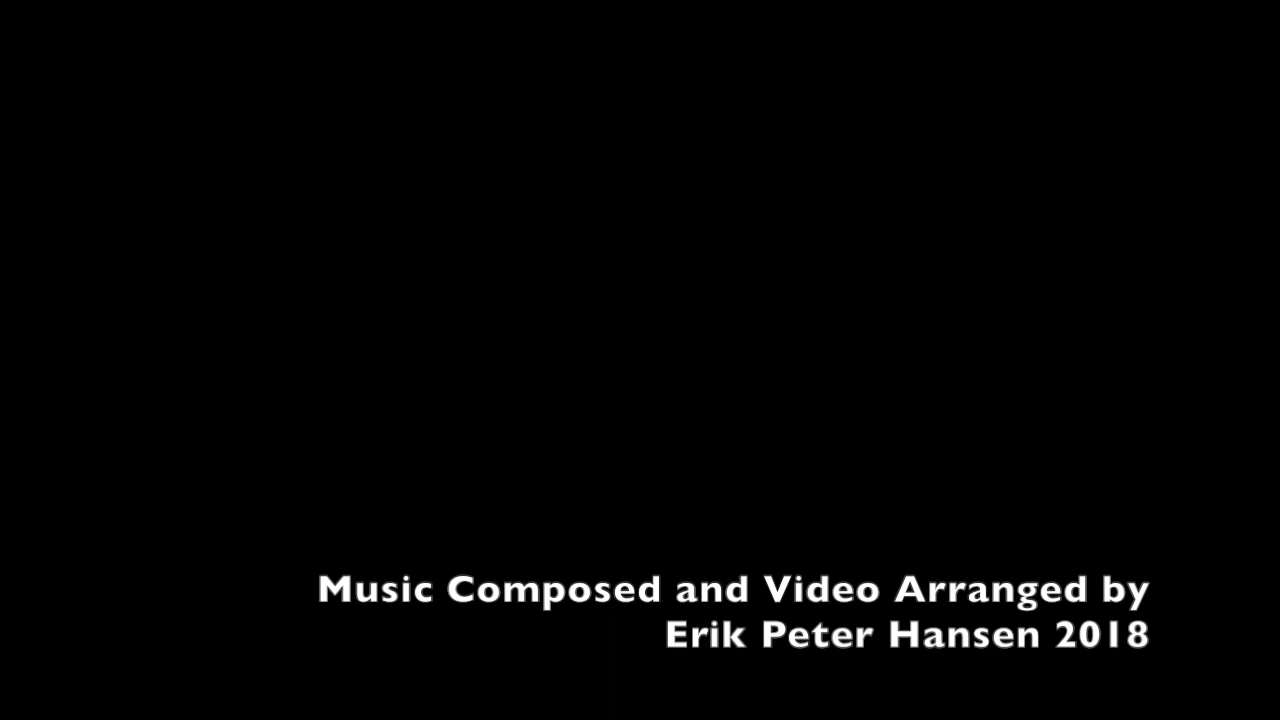 Music Composed and Video Arranged by
Erik Peter Hansen 2018